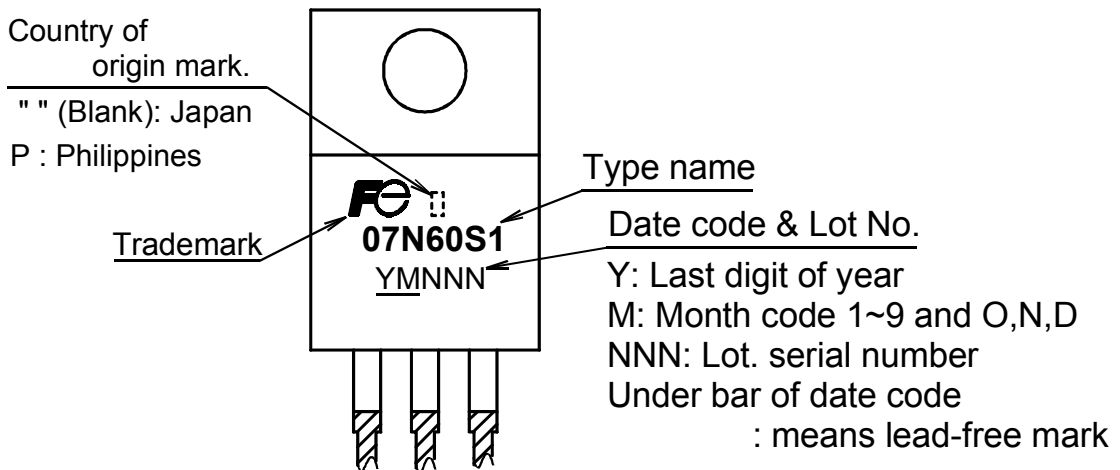 Country of
origin mark.
" " (Blank): Japan
P : Philippines
Trademark
Fe
07N60S1
YMNNN
Type name
Date code & Lot No.
Y: Last digit of year
M: Month code 1~9 and O,N,D
NNN: Lot. serial number
Under bar of date code
: means lead-free mark